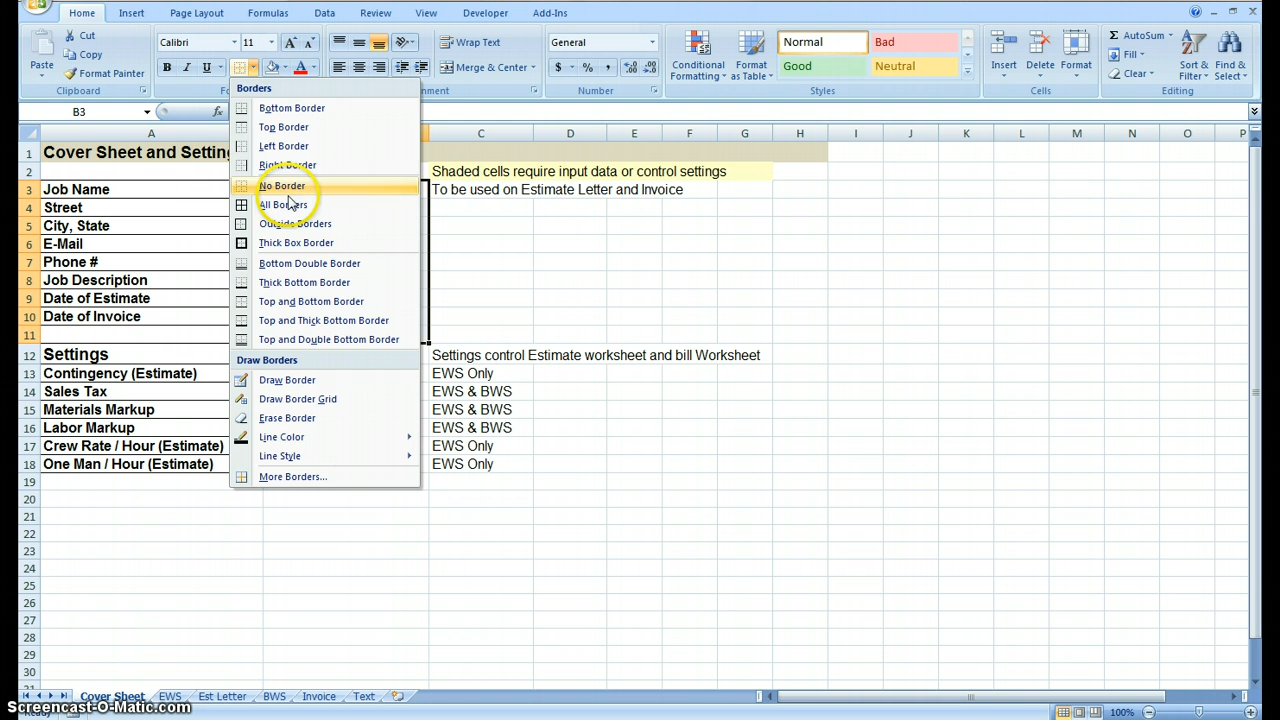 Home Insert Page Layout Formulas Data Review View Developer Add-Ins
Paste
Cut
Copy
Format Painter
Clipboard
Calibri 11
B I U
Wrap Text
Merge & Center
General
$ % ,
Number
Conditional Formatting
Format as Table
Normal Bad
Good Neutral
Styles
Insert Delete Format
Cells
AutoSum
Fill
Clear
Sort & Filter
Find & Select
B3
fx
Borders
Bottom Border
Top Border
Left Border
Right Border
No Border
All Borders
Outside Borders
Thick Box Border
Bottom Double Border
Thick Bottom Border
Top and Bottom Border
Top and Thick Bottom Border
Top and Double Bottom Border
Draw Borders
Draw Border
Draw Border Grid
Erase Border
Line Color
Line Style
More Borders...
A C D E F G H I J K L M N O P
1 Cover Sheet and Setting
2 Shaded cells require input data or control settings
3 Job Name To be used on Estimate Letter and Invoice
4 Street
5 City, State
6 E-Mail
7 Phone #
8 Job Description
9 Date of Estimate
10 Date of Invoice
11
12 Settings Settings control Estimate worksheet and bill Worksheet
13 Contingency (Estimate) EWS Only
14 Sales Tax EWS & BWS
15 Materials Markup EWS & BWS
16 Labor Markup EWS & BWS
17 Crew Rate / Hour (Estimate) EWS Only
18 One Man / Hour (Estimate) EWS Only
19
20
21
22
23
24
25
26
27
28
29
30
Cover Sheet EWS Est Letter BWS Invoice Text
Screencast-O-Matic.com
100%